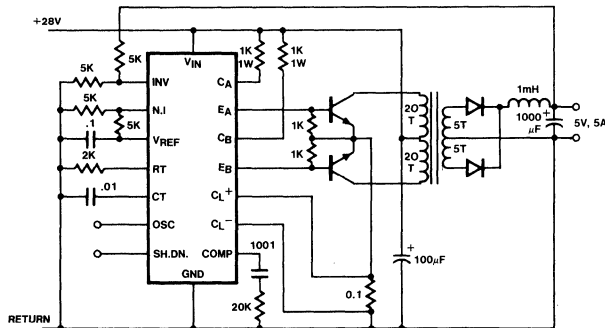 +28V
5K
5K
5K
.1
5K
2K
.01
INV
N.I
VREF
RT
CT
OSC
SH.DN.
VIN
CA
EA
CB
EB
CL+
CL−
COMP
GND
1K
1W
1K
1W
1K
1K
1001
20K
0.1
20
T
20
T
5T
5T
+
100μF
1mH
1000
+
μF
5V, 5A
RETURN